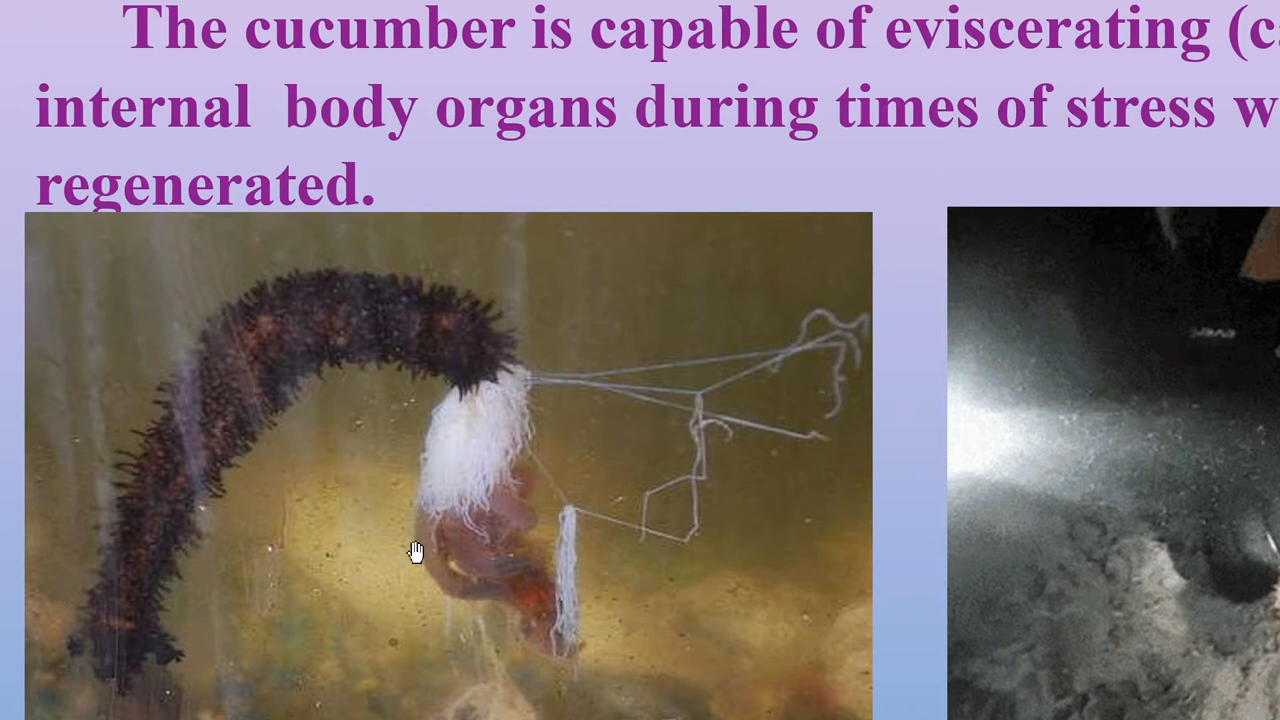 The cucumber is capable of eviscerating
internal body organs during times of stress
regenerated.